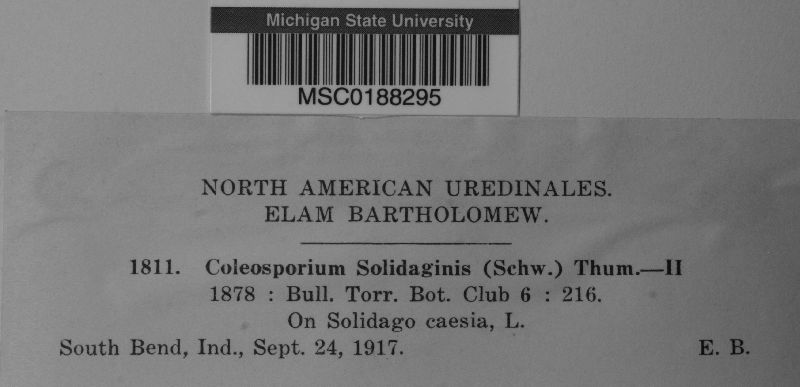 Michigan State University
MSC0188295
NORTH AMERICAN UREDINALES.
ELAM BARTHOLOMEW.
1811. Coleosporium Solidaginis (Schw.) Thum.—II
1878 : Bull. Torr. Bot. Club 6 : 216.
On Solidago caesia, L.
South Bend, Ind., Sept. 24, 1917. E. B.